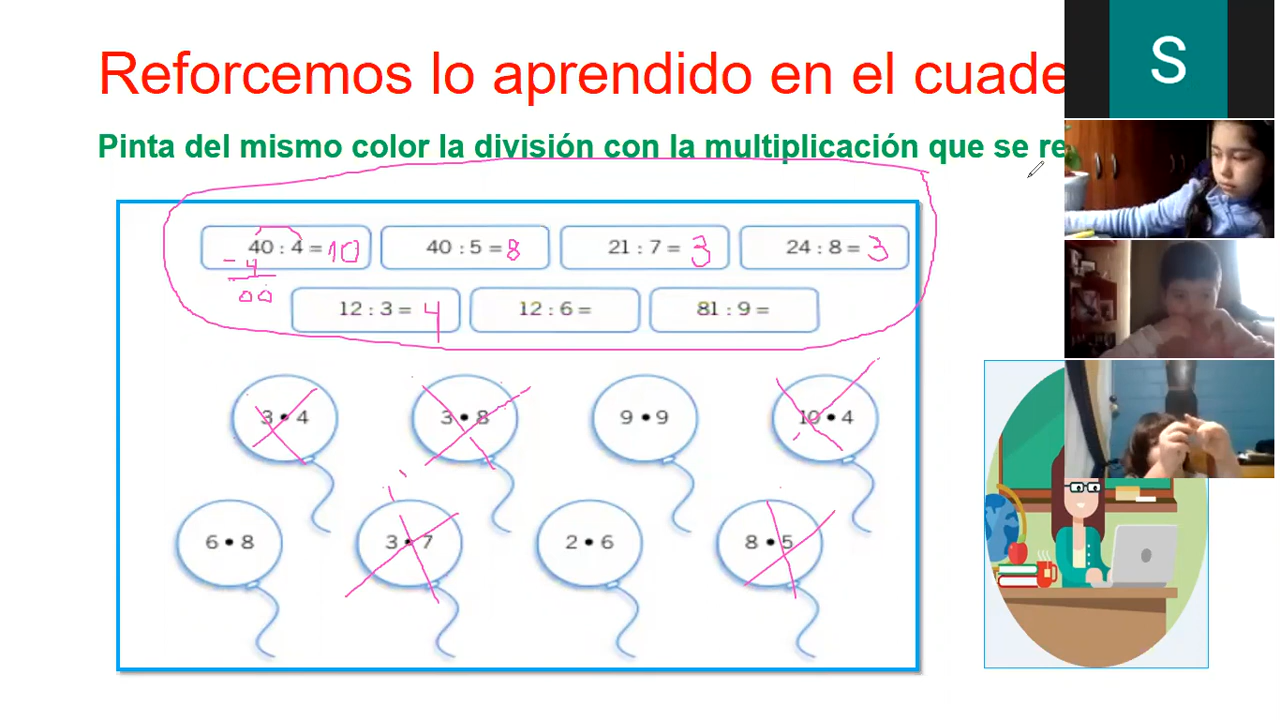 Reforcemos lo aprendido en el cuade
Pinta del mismo color la división con la multiplicación que se re
S
40 : 4 = 10
- 4
00
40 : 5 = 8
21 : 7 = 3
24 : 8 = 3
12 : 3 = 4
12 : 6 =
81 : 9 =
3 • 4
3 • 8
9 • 9
10 • 4
6 • 8
3 • 7
2 • 6
8 • 5